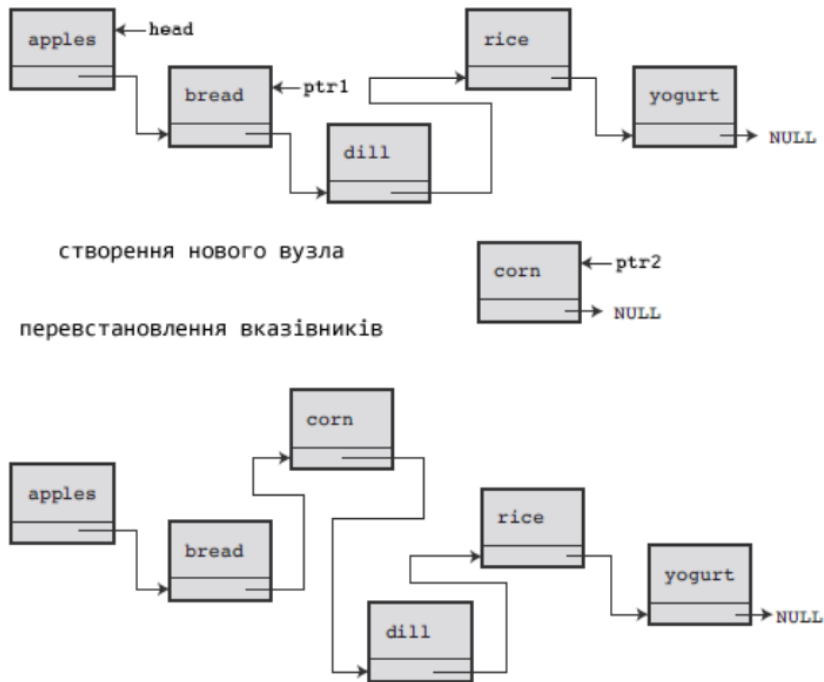 apples
head
bread
ptr1
dill
rice
yogurt
NULL
створення нового вузла
corn
ptr2
NULL
перевстановлення вказівників
corn
apples
bread
rice
yogurt
NULL
dill